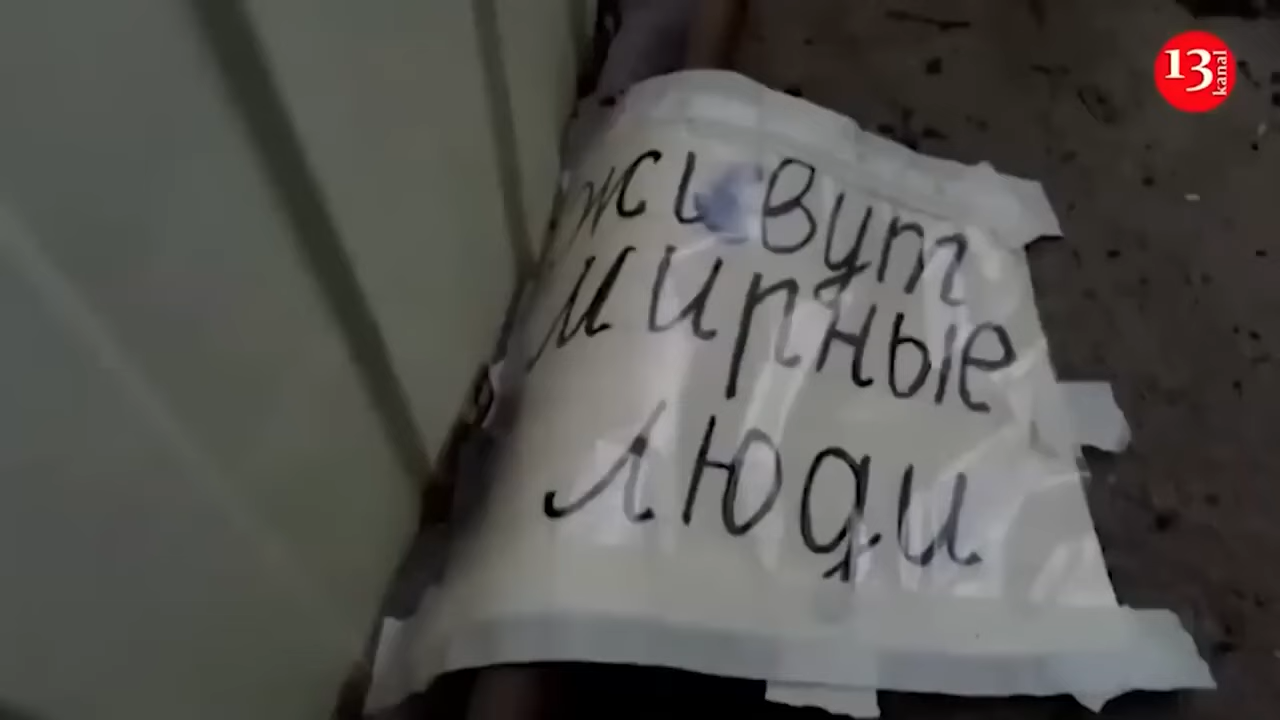 13 kanal
живут
мирные
люди